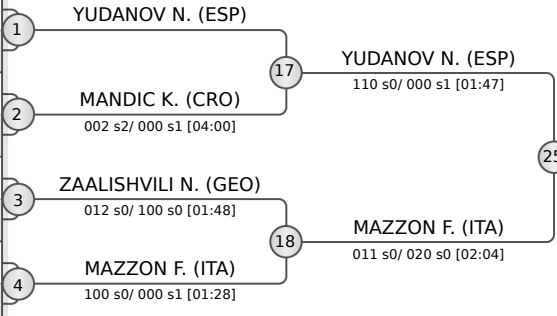 YUDANOV N. (ESP)
1
17
YUDANOV N. (ESP)
110 s0/ 000 s1 [01:47]
MANDIC K. (CRO)
2
002 s2/ 000 s1 [04:00]
25
ZAALISHVILI N. (GEO)
3
012 s0/ 100 s0 [01:48]
18
MAZZON F. (ITA)
011 s0/ 020 s0 [02:04]
MAZZON F. (ITA)
4
100 s0/ 000 s1 [01:28]